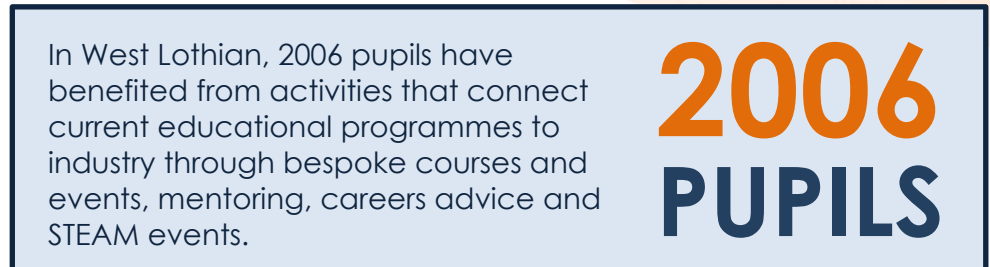 In West Lothian, 2006 pupils have
benefited from activities that connect
current educational programmes to
industry through bespoke courses and
events, mentoring, careers advice and
STEAM events.
2006
PUPILS